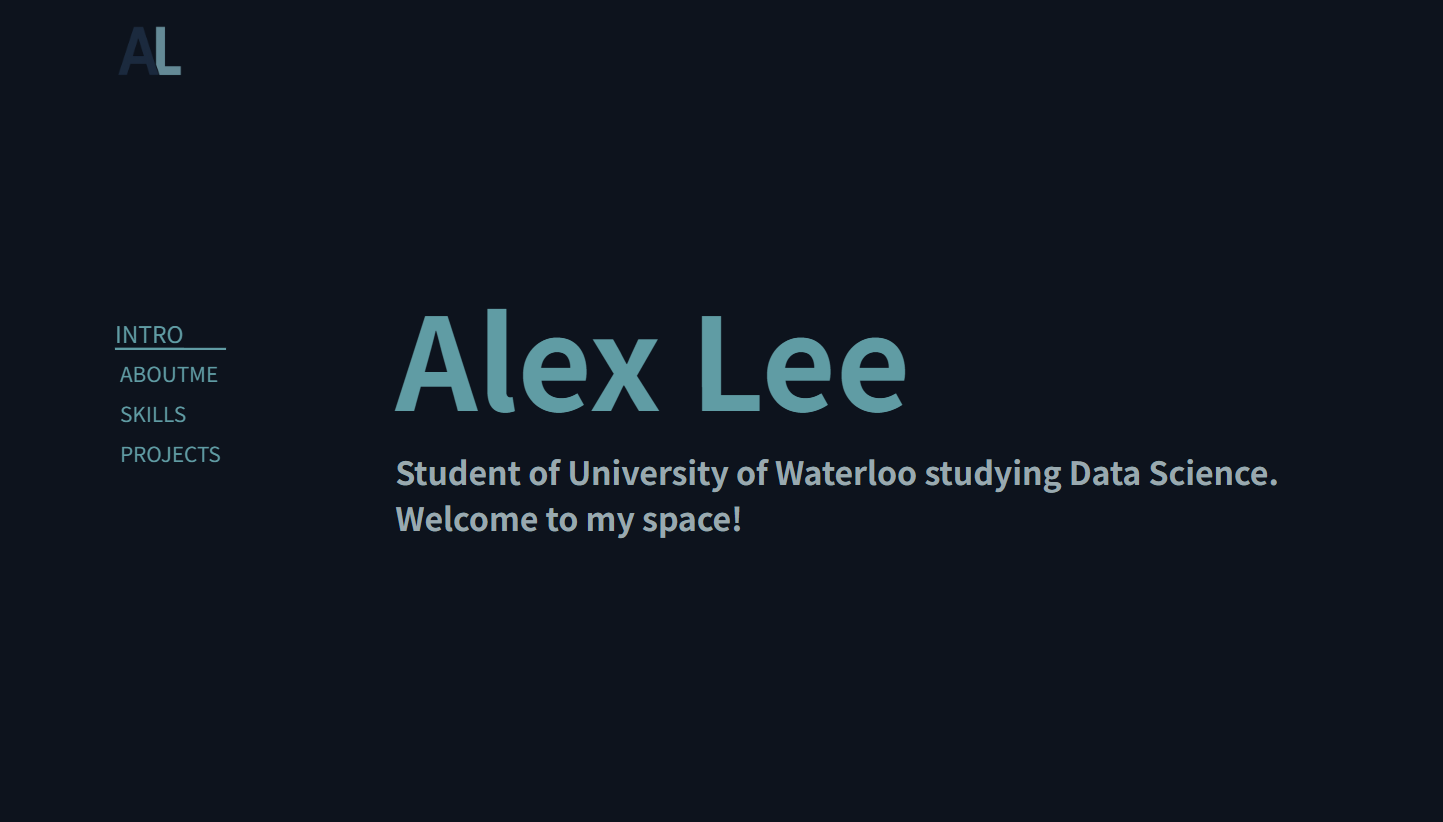 AL
INTRO
ABOUTME
SKILLS
PROJECTS
Alex Lee
Student of University of Waterloo studying Data Science.
Welcome to my space!